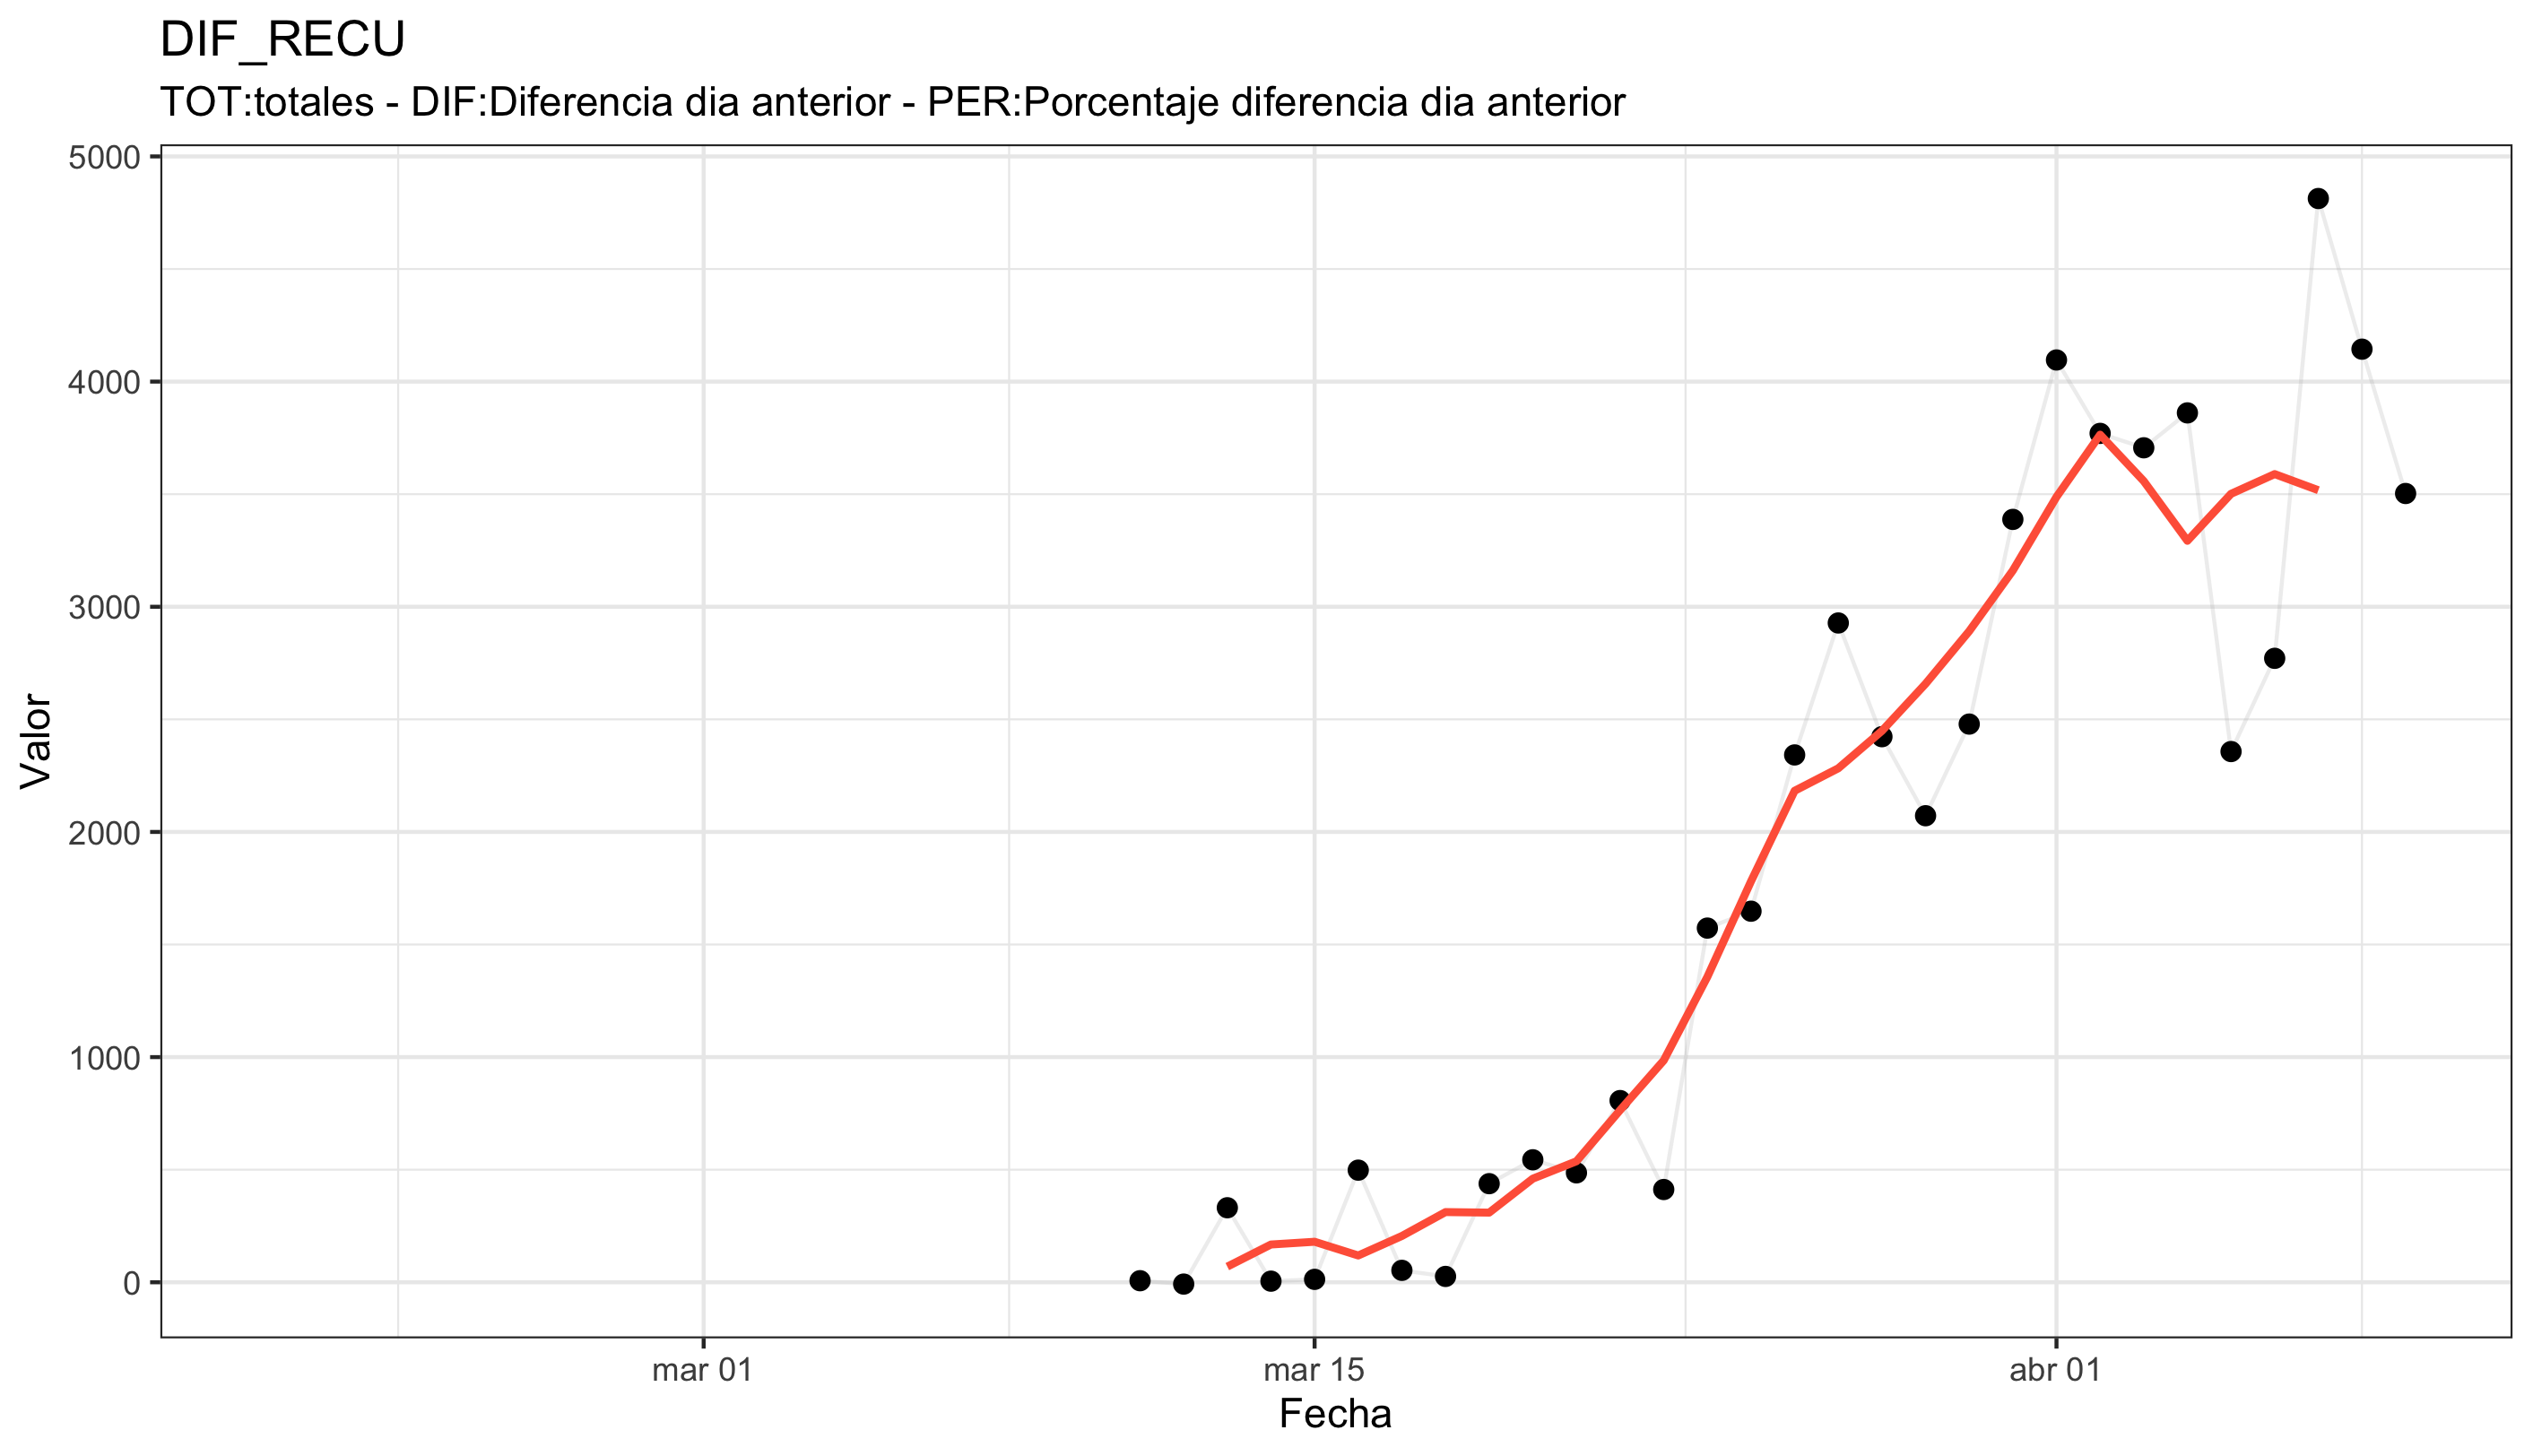 DIF_RECU
TOT:totales - DIF:Diferencia dia anterior - PER:Porcentaje diferencia dia anterior
5000
4000
3000
2000
1000
0
Valor
mar 01
mar 15
abr 01
Fecha